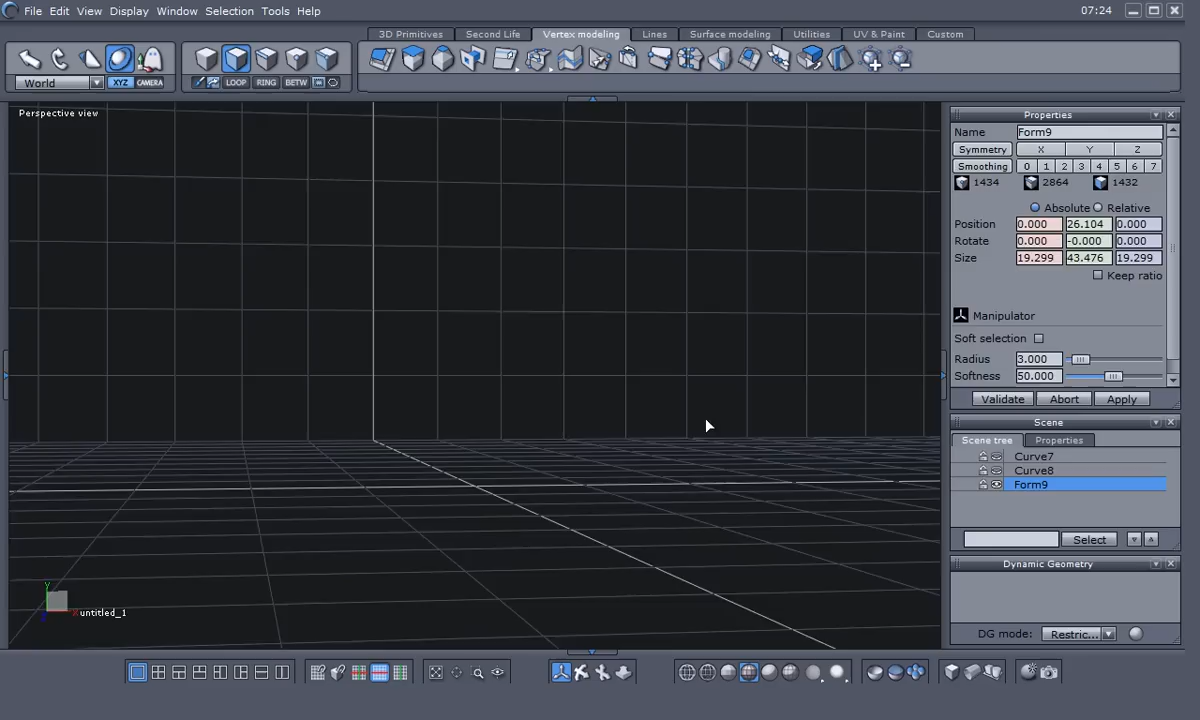 File Edit View Display Window Selection Tools Help 07:24
3D Primitives Second Life Vertex modeling Lines Surface modeling Utilities UV & Paint Custom
World XYZ CAMERA LOOP RING BETW
Perspective view
Properties
Name Form9
Symmetry X Y Z
Smoothing 0 1 2 3 4 5 6 7
1434 2864 1432
Absolute Relative
Position 0.000 26.104 0.000
Rotate 0.000 -0.000 0.000
Size 19.299 43.476 19.299
Keep ratio
Manipulator
Soft selection
Radius 3.000
Softness 50.000
Validate Abort Apply
Scene
Scene tree Properties
Curve7
Curve8
Form9
Select
Dynamic Geometry
DG mode: Restric...
Y
X untitled_1